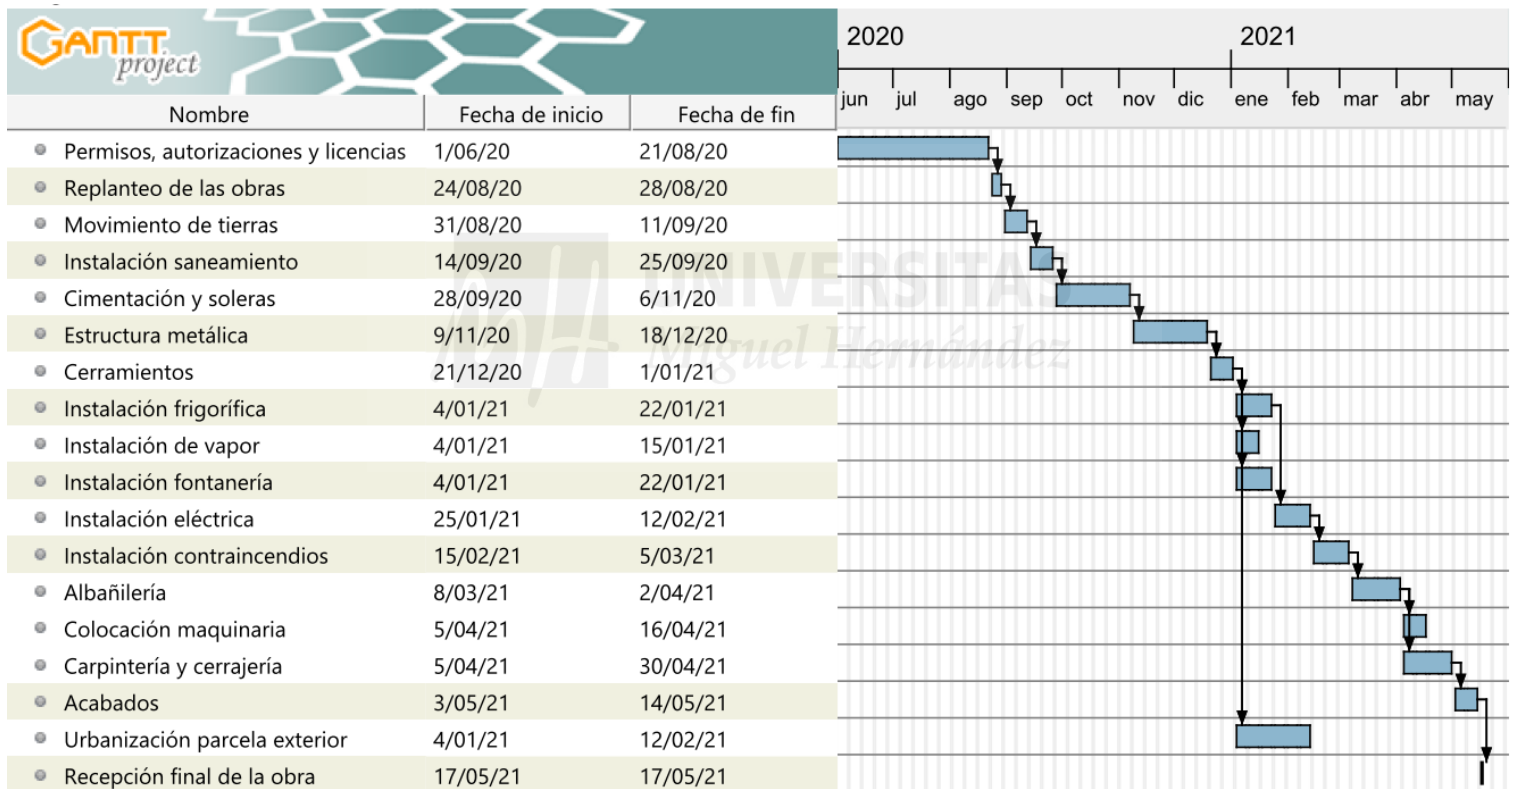 GANTT
project
2020 2021
jun jul ago sep oct nov dic ene feb mar abr may
Nombre Fecha de inicio Fecha de fin
Permisos, autorizaciones y licencias 1/06/20 21/08/20
Replanteo de las obras 24/08/20 28/08/20
Movimiento de tierras 31/08/20 11/09/20
Instalación saneamiento 14/09/20 25/09/20
Cimentación y soleras 28/09/20 6/11/20
Estructura metálica 9/11/20 18/12/20
Cerramientos 21/12/20 1/01/21
Instalación frigorífica 4/01/21 22/01/21
Instalación de vapor 4/01/21 15/01/21
Instalación fontanería 4/01/21 22/01/21
Instalación eléctrica 25/01/21 12/02/21
Instalación contraincendios 15/02/21 5/03/21
Albañilería 8/03/21 2/04/21
Colocación maquinaria 5/04/21 16/04/21
Carpintería y cerrajería 5/04/21 30/04/21
Acabados 3/05/21 14/05/21
Urbanización parcela exterior 4/01/21 12/02/21
Recepción final de la obra 17/05/21 17/05/21
UNIVERSITAS
Miguel Hernández